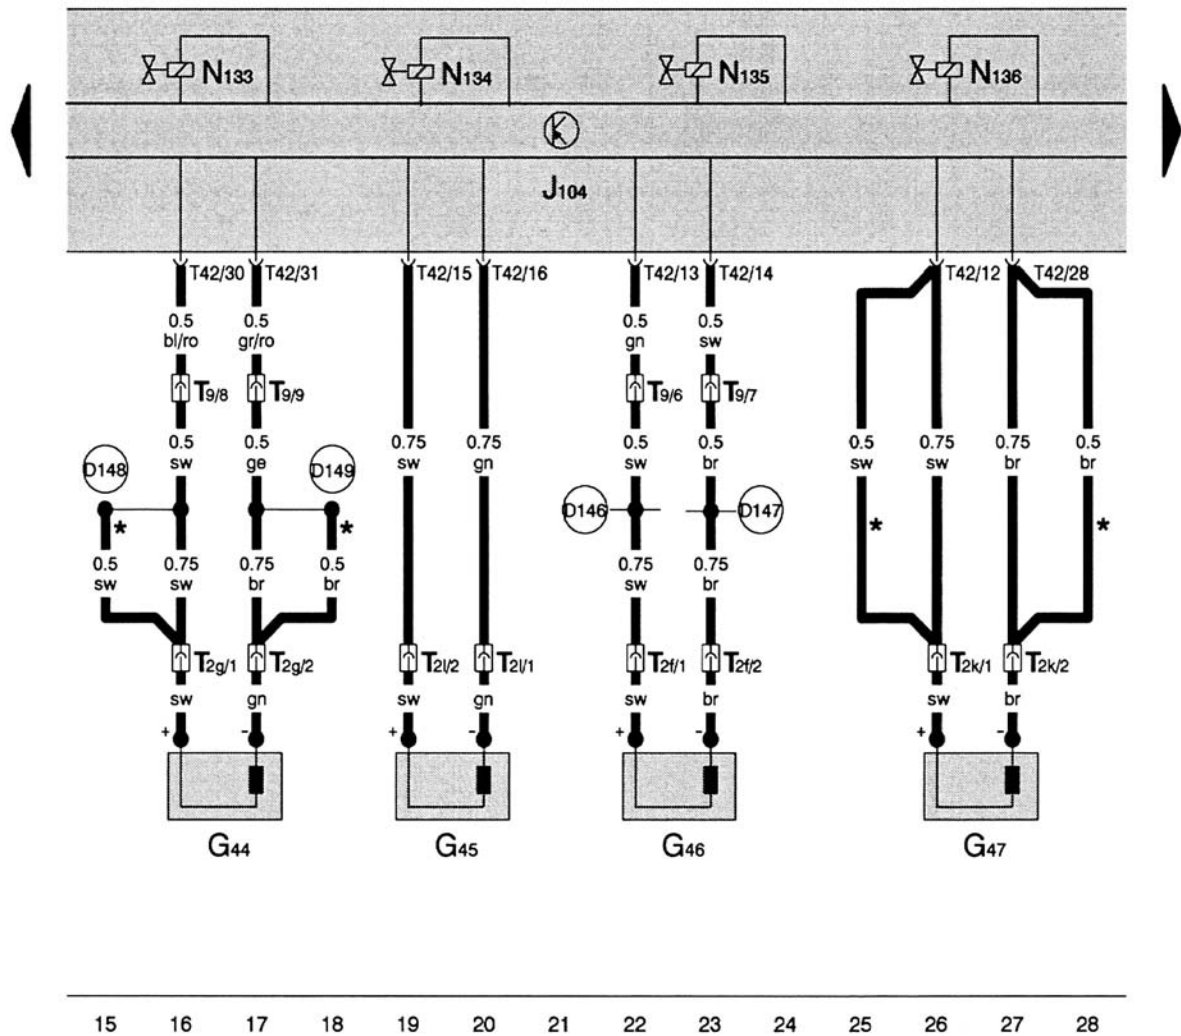 N133 N134 N135 N136
J104
T42/30 T42/31 T42/15 T42/16 T42/13 T42/14 T42/12 T42/28
0.5 0.5 0.5 0.5
bl/ro gr/ro gn sw
T9/8 T9/9 T9/6 T9/7
0.5 0.5 0.75 0.75 0.5 0.5 0.5 0.75 0.75 0.5
sw ge sw gn sw br sw sw br br
D148 D149
D146 D147
* * * *
0.5 0.75 0.75 0.5 0.75 0.75
sw sw br br sw br
T2g/1 T2g/2 T2l/2 T2l/1 T2f/1 T2f/2 T2k/1 T2k/2
sw gn sw gn sw br sw br
+ - + - + - + -
G44 G45 G46 G47
15 16 17 18 19 20 21 22 23 24 25 26 27 28